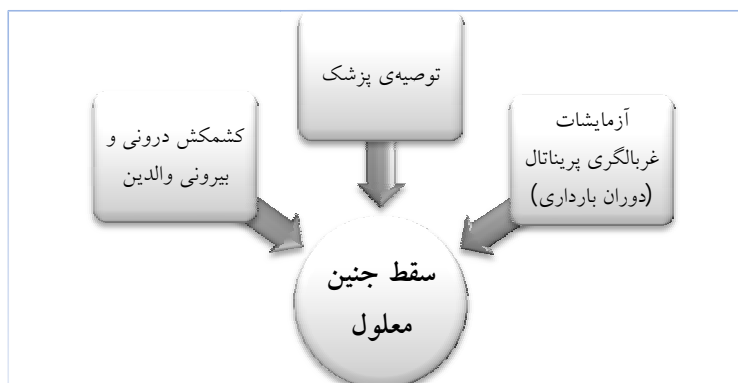 توصیه‌ی پزشک
آزمایشات
غربالگری پریناتال
(دوران بارداری)
کشمکش درونی و
بیرونی والدین
سقط جنین
معلول